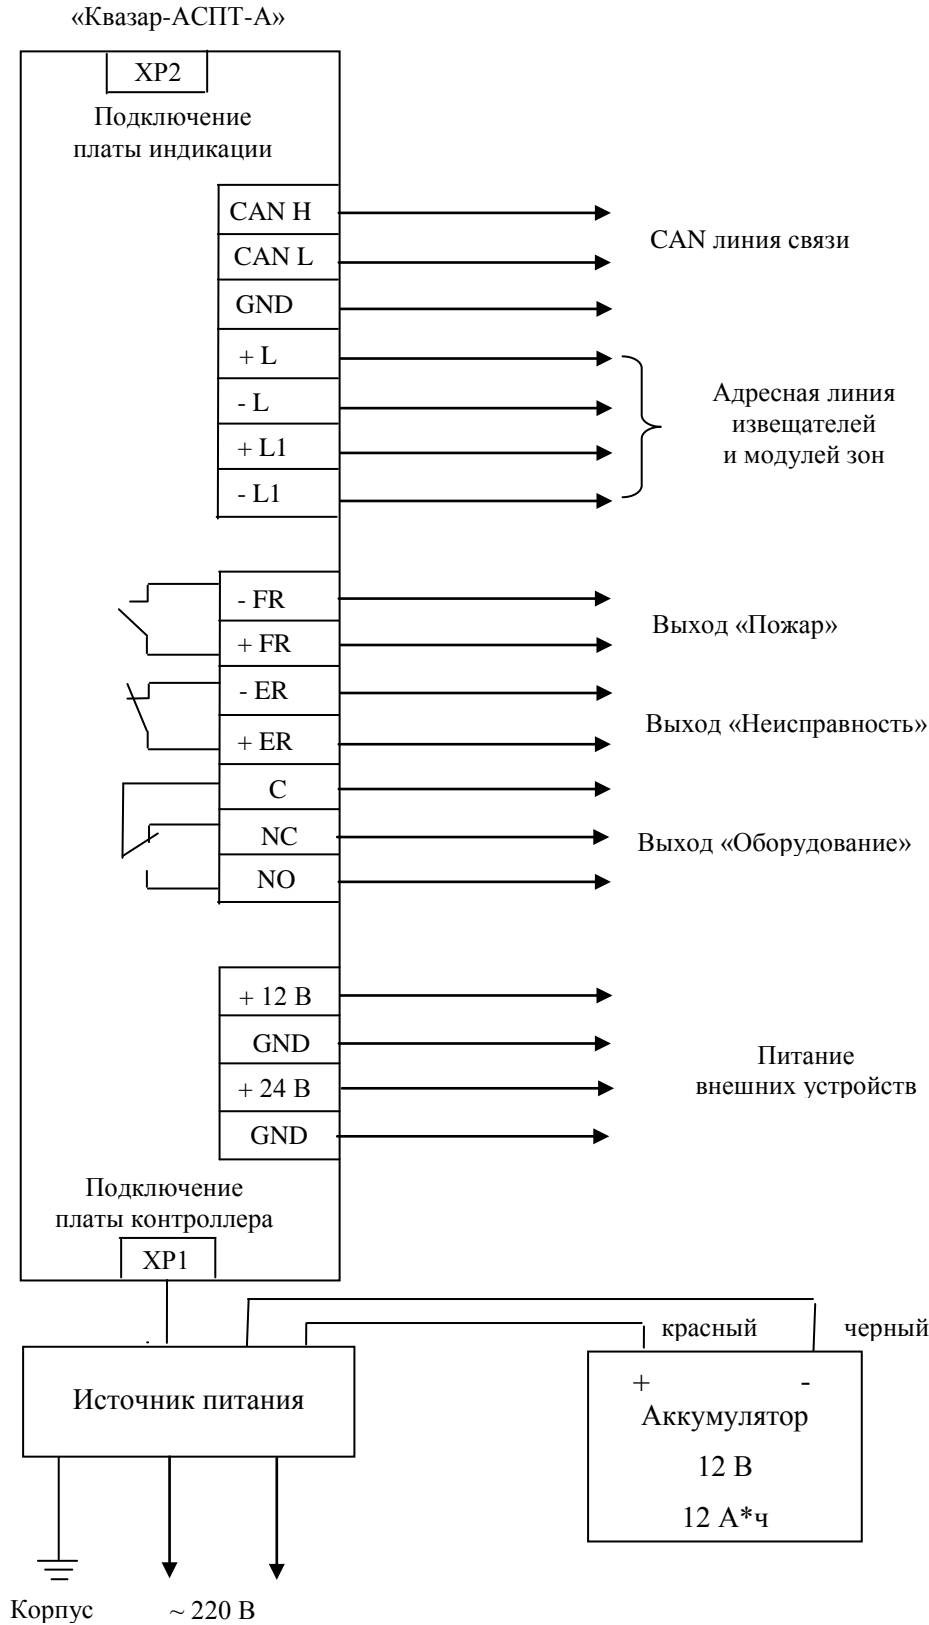 «Квазар-АСПТ-А»
XP2
Подключение
платы индикации
CAN H
CAN L
GND
CAN линия связи
+ L
- L
+ L1
- L1
Адресная линия
извещателей
и модулей зон
- FR
+ FR
Выход «Пожар»
- ER
+ ER
Выход «Неисправность»
C
NC
NO
Выход «Оборудование»
+ 12 В
GND
+ 24 В
GND
Питание
внешних устройств
Подключение
платы контроллера
XP1
красный черный
Источник питания
+ -
Аккумулятор
12 В
12 А*ч
Корпус ~ 220 В